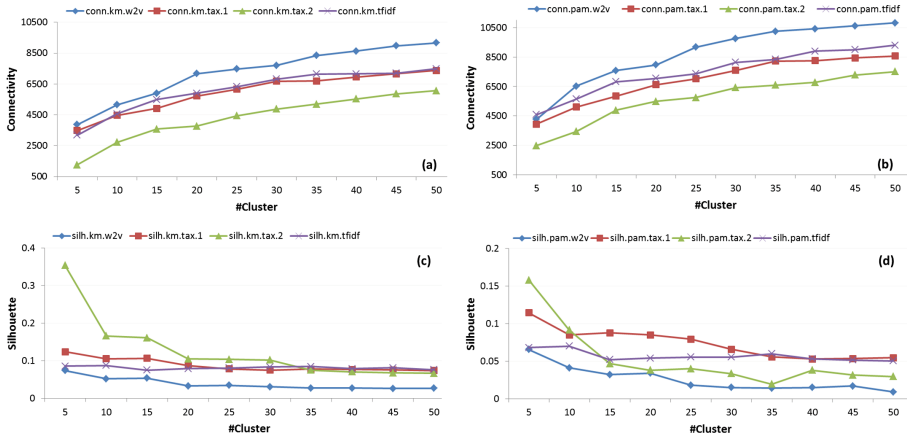 conn.km.w2v conn.km.tax.1 conn.km.tax.2 conn.km.tfidf
10500
8500
6500
4500
2500
500
Connectivity
(a)
5 10 15 20 25 30 35 40 45 50
#Cluster
conn.pam.w2v conn.pam.tax.1 conn.pam.tax.2 conn.pam.tfidf
10500
8500
6500
4500
2500
500
Connectivity
(b)
5 10 15 20 25 30 35 40 45 50
#Cluster
silh.km.w2v silh.km.tax.1 silh.km.tax.2 silh.km.tfidf
0.4
0.3
0.2
0.1
0
Silhouette
(c)
5 10 15 20 25 30 35 40 45 50
#Cluster
silh.pam.w2v silh.pam.tax.1 silh.pam.tax.2 silh.pam.tfidf
0.2
0.15
0.1
0.05
0
Silhouette
(d)
5 10 15 20 25 30 35 40 45 50
#Cluster